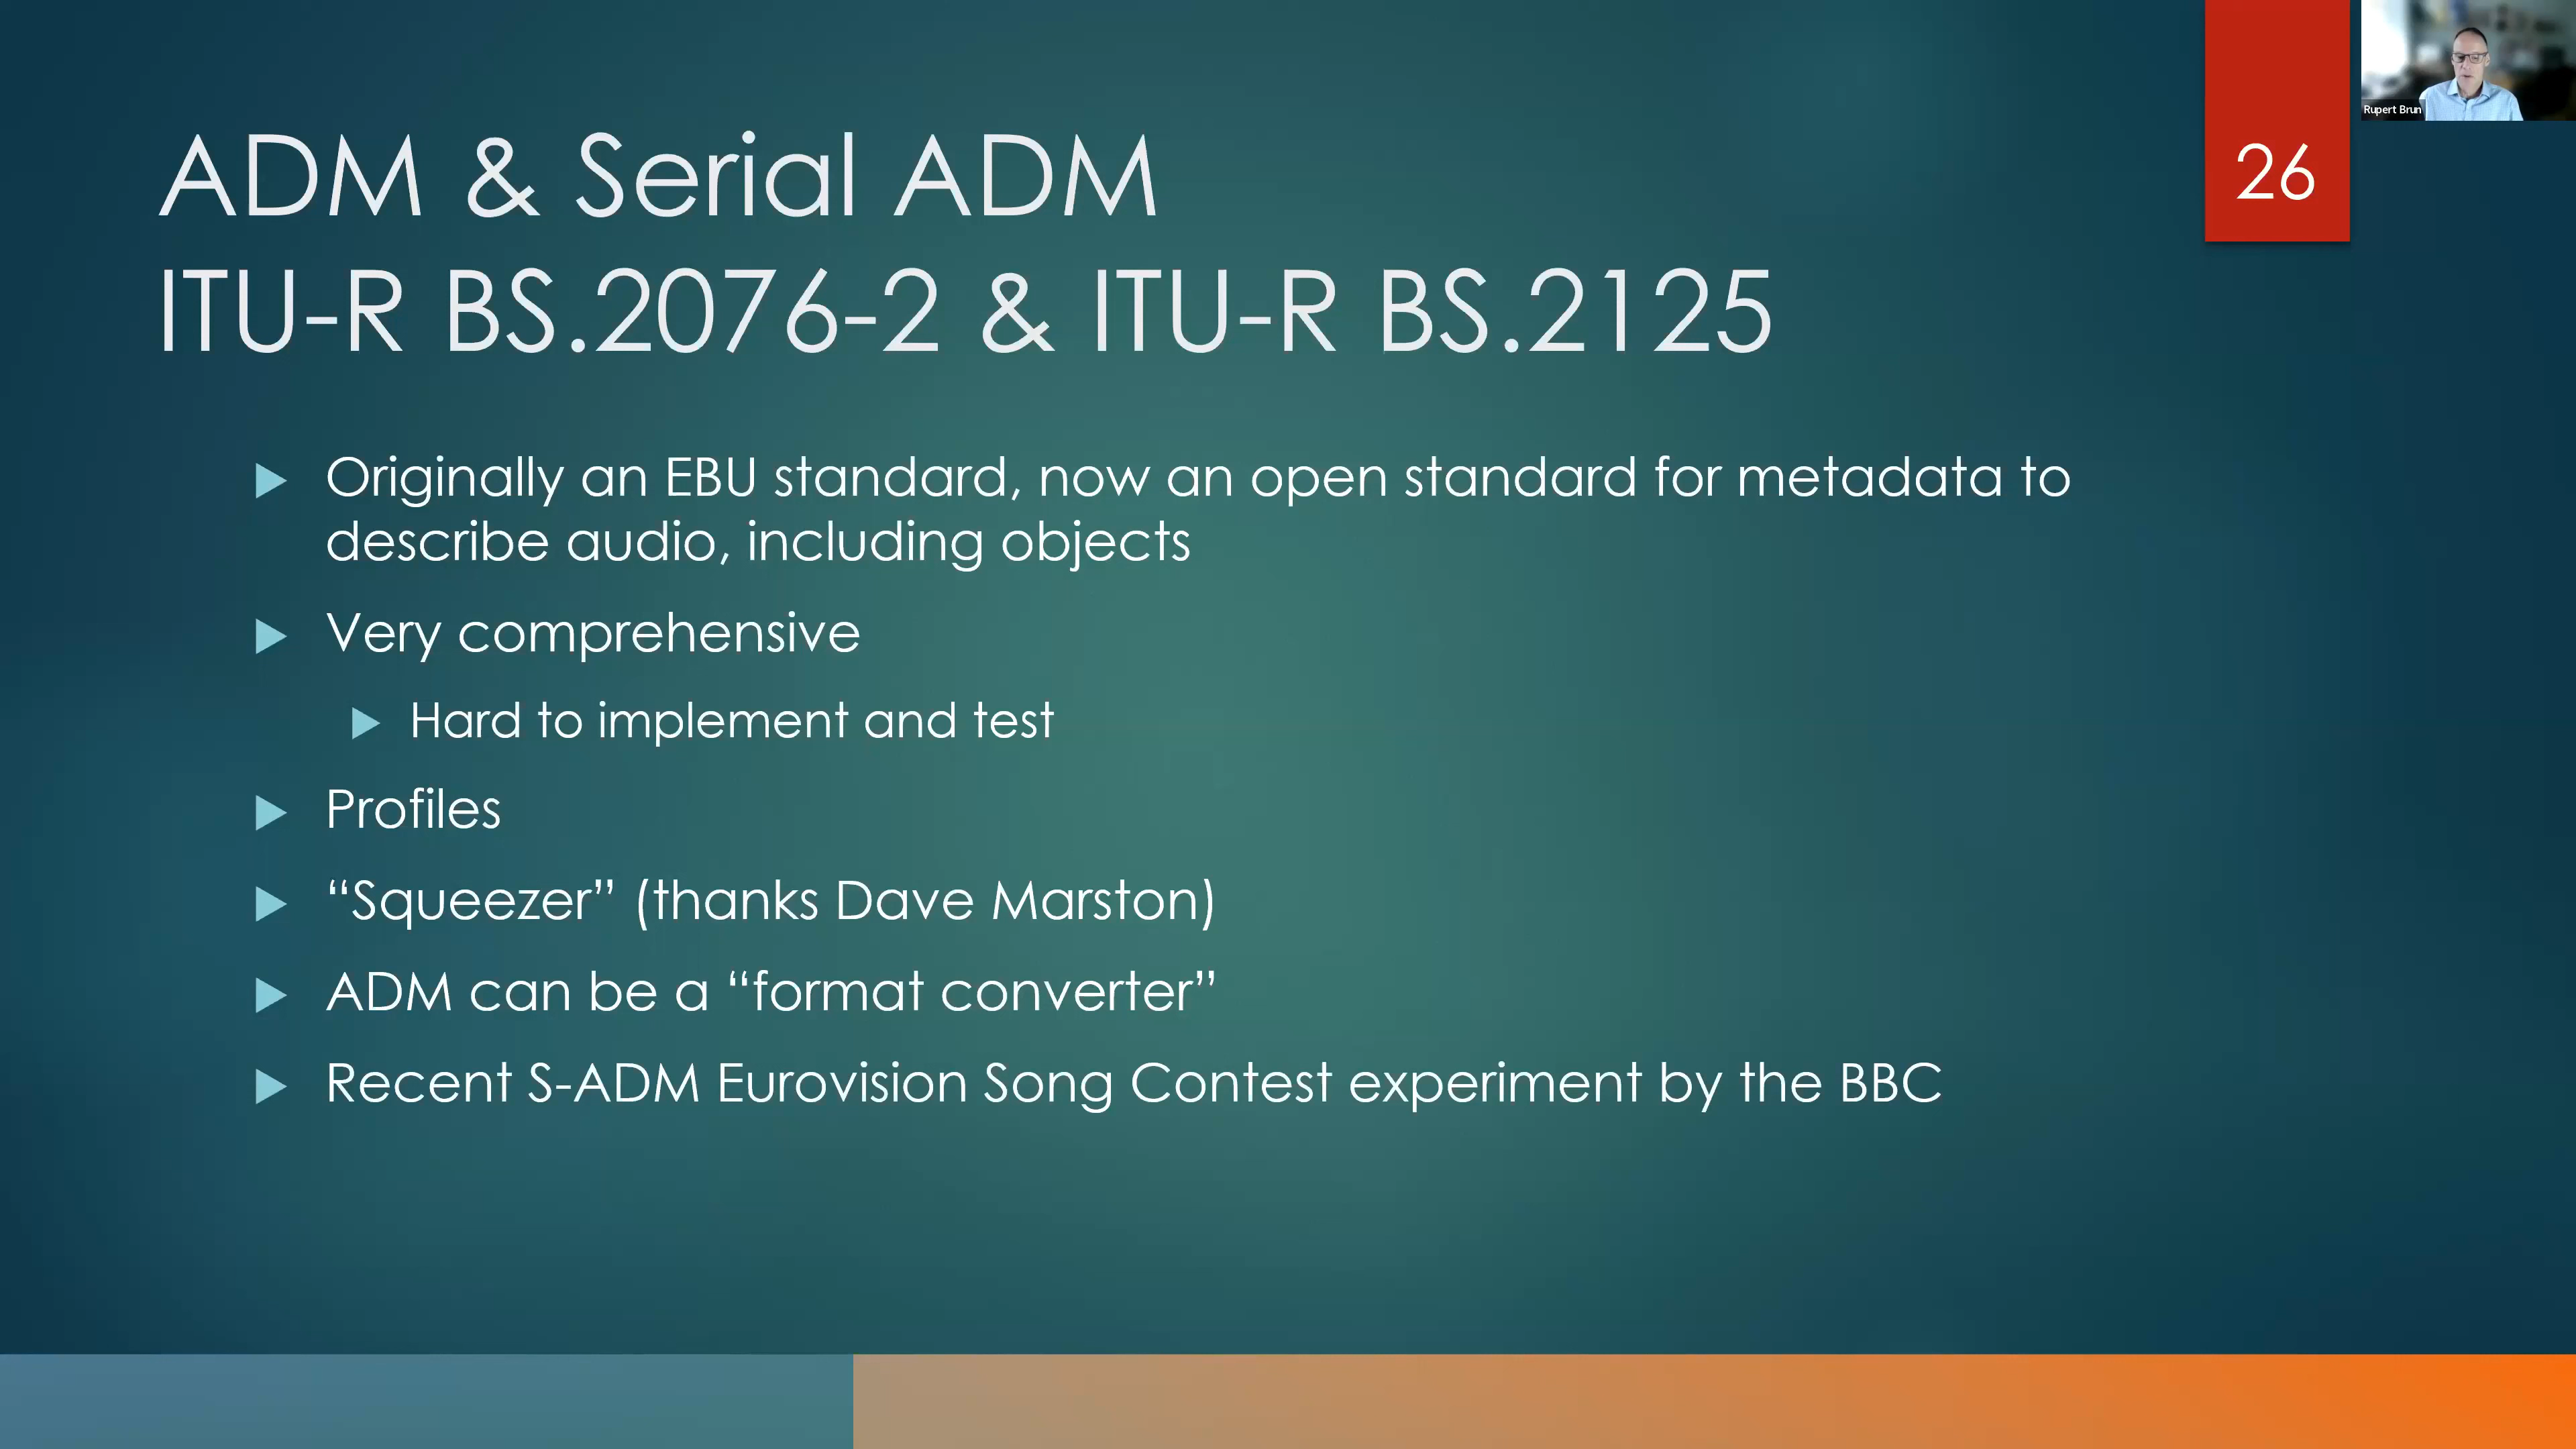 ADM & Serial ADM
ITU-R BS.2076-2 & ITU-R BS.2125
26
Rupert Brun
Originally an EBU standard, now an open standard for metadata to
describe audio, including objects
Very comprehensive
Hard to implement and test
Profiles
“Squeezer” (thanks Dave Marston)
ADM can be a “format converter”
Recent S-ADM Eurovision Song Contest experiment by the BBC